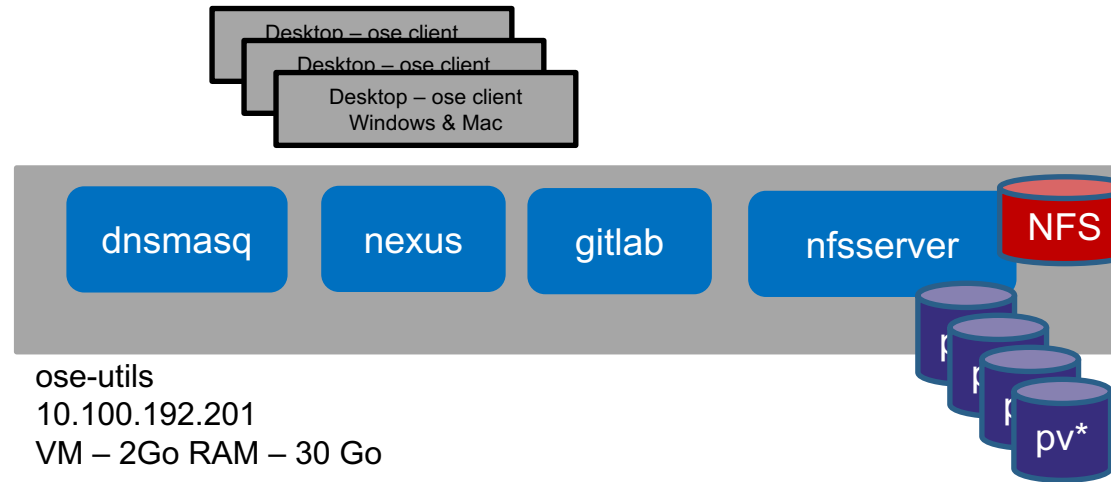 Desktop – ose client
Desktop – ose client
Desktop – ose client
Windows & Mac
dnsmasq
nexus
gitlab
nfsserver
NFS
p
p
p
pv*
ose-utils
10.100.192.201
VM – 2Go RAM – 30 Go